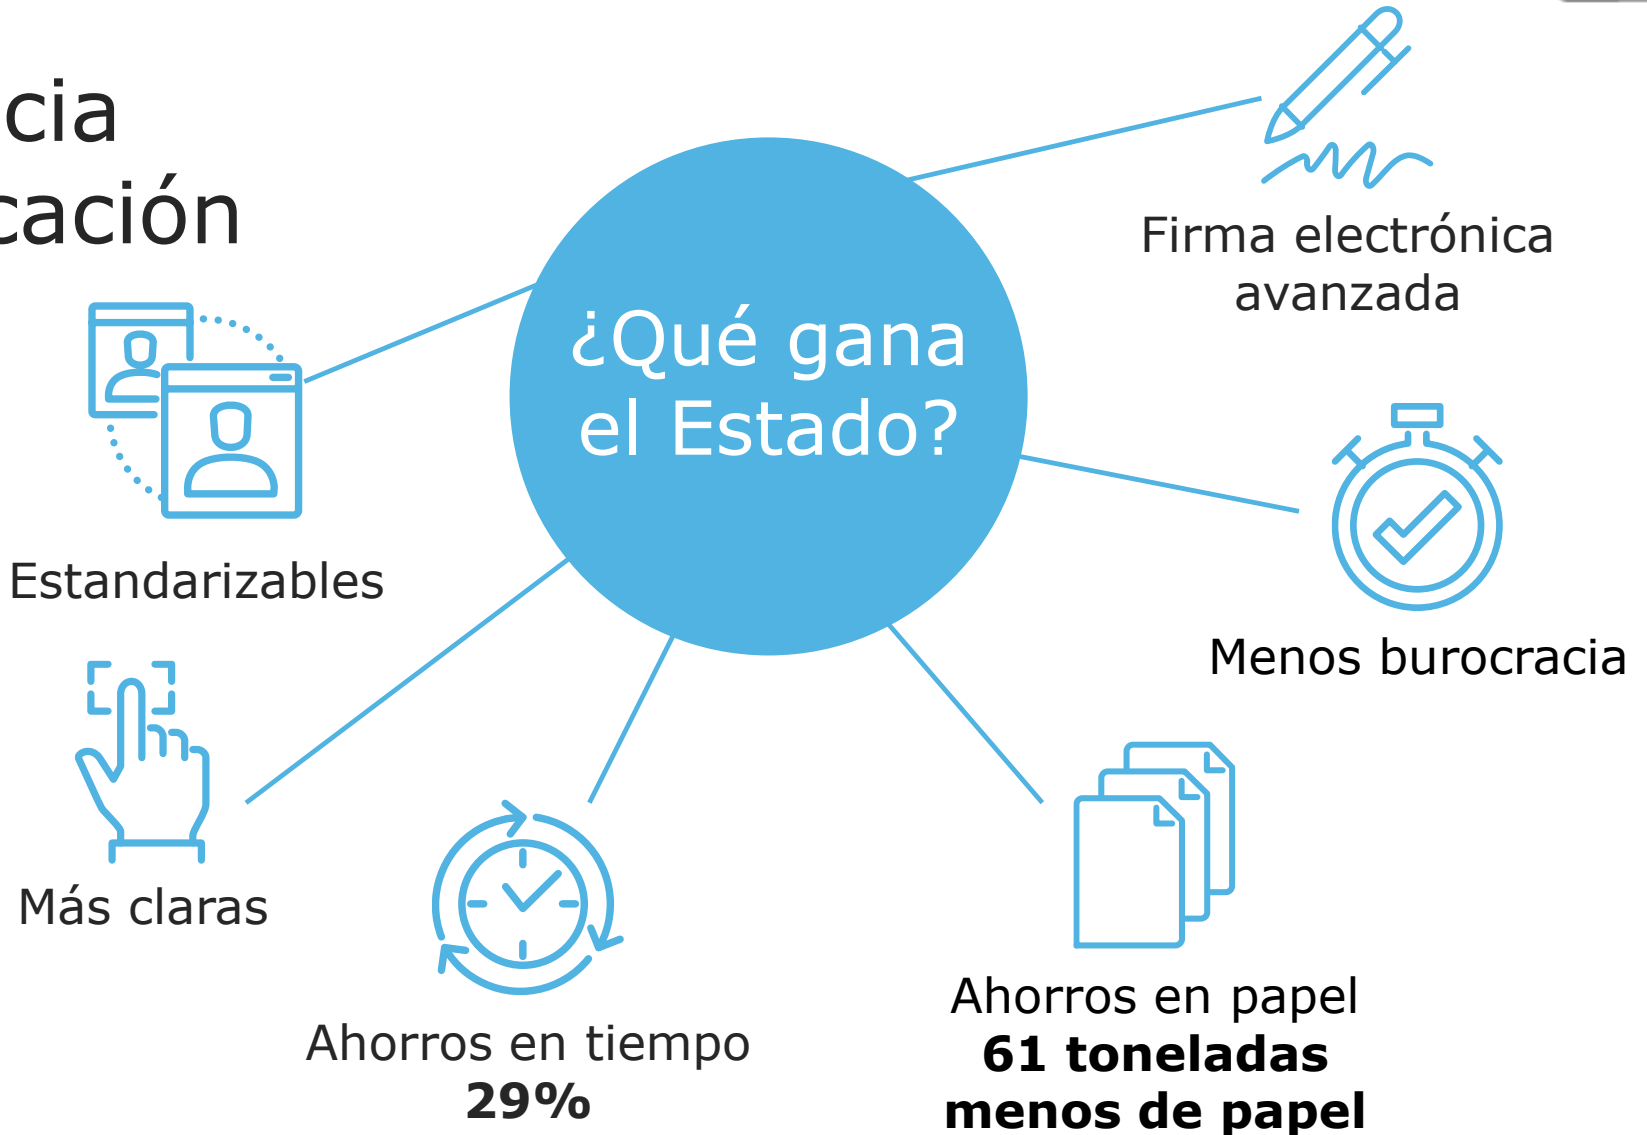 cia
cación
¿Qué gana
el Estado?
Firma electrónica
avanzada
Estandarizables
Menos burocracia
Más claras
Ahorros en tiempo
29%
Ahorros en papel
61 toneladas
menos de papel